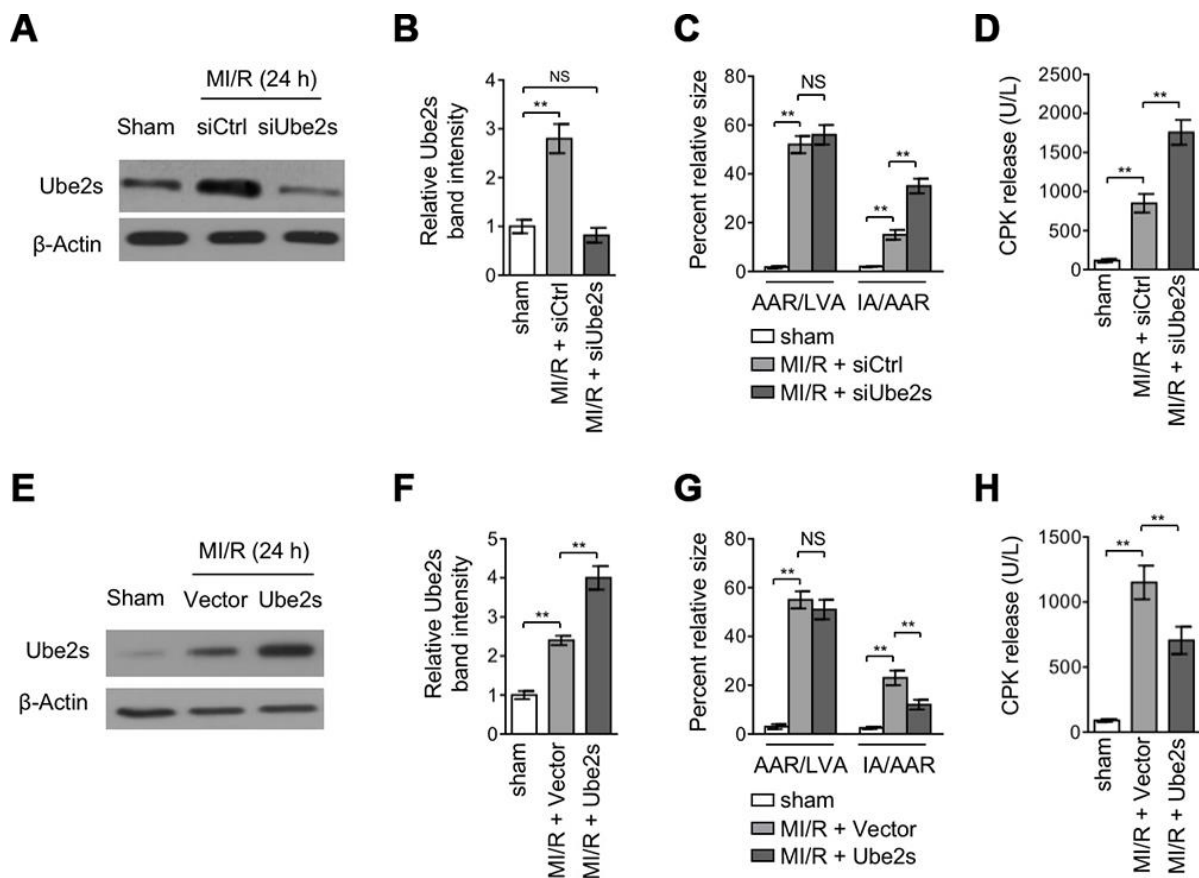 A
MI/R (24 h)
Sham siCtrl siUbe2s
Ube2s
β-Actin
B
Relative Ube2s
band intensity
4
3
2
1
0
NS
**
sham
MI/R + siCtrl
MI/R + siUbe2s
C
Percent relative size
80
60
40
20
0
NS
**
**
**
AAR/LVA IA/AAR
sham
MI/R + siCtrl
MI/R + siUbe2s
D
CPK release (U/L)
2500
2000
1500
1000
500
0
**
**
sham
MI/R + siCtrl
MI/R + siUbe2s
E
MI/R (24 h)
Sham Vector Ube2s
Ube2s
β-Actin
F
Relative Ube2s
band intensity
5
4
3
2
1
0
**
**
sham
MI/R + Vector
MI/R + Ube2s
G
Percent relative size
80
60
40
20
0
NS
**
**
**
AAR/LVA IA/AAR
sham
MI/R + Vector
MI/R + Ube2s
H
CPK release (U/L)
1500
1000
500
0
**
**
sham
MI/R + Vector
MI/R + Ube2s